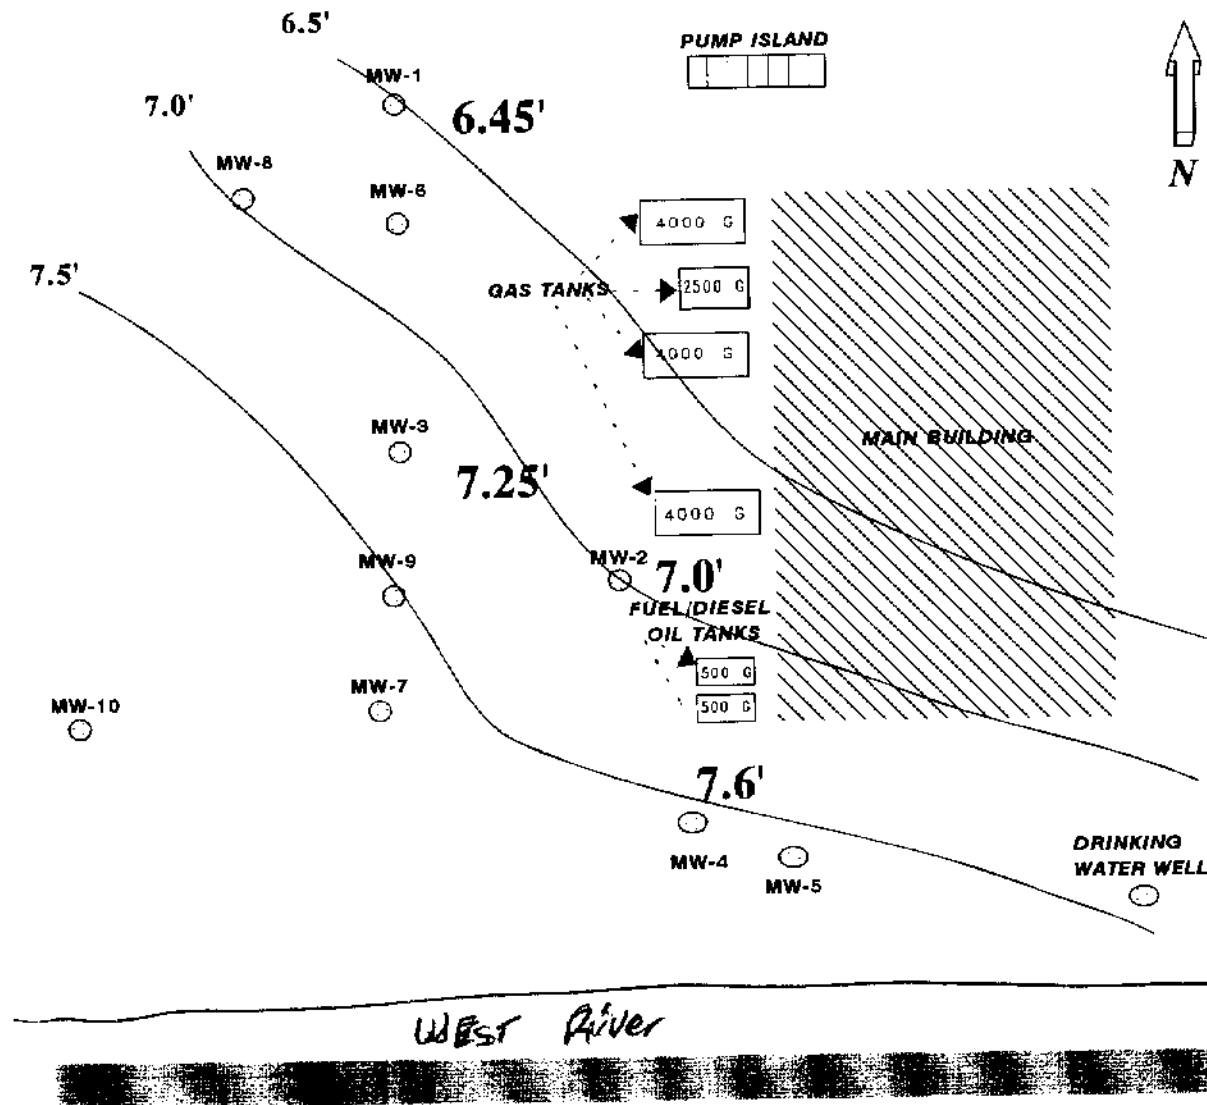 6.5'
PUMP ISLAND
MW-1
7.0'
6.45'
MW-8
N
MW-6
4000 G
7.5'
GAS TANKS
2500 G
4000 G
MW-3
MAIN BUILDING
7.25'
4000 G
MW-9
MW-2
7.0'
FUEL/DIESEL
OIL TANKS
500 G
MW-7
500 G
MW-10
7.6'
DRINKING
WATER WELL
MW-4
MW-5
WEST River